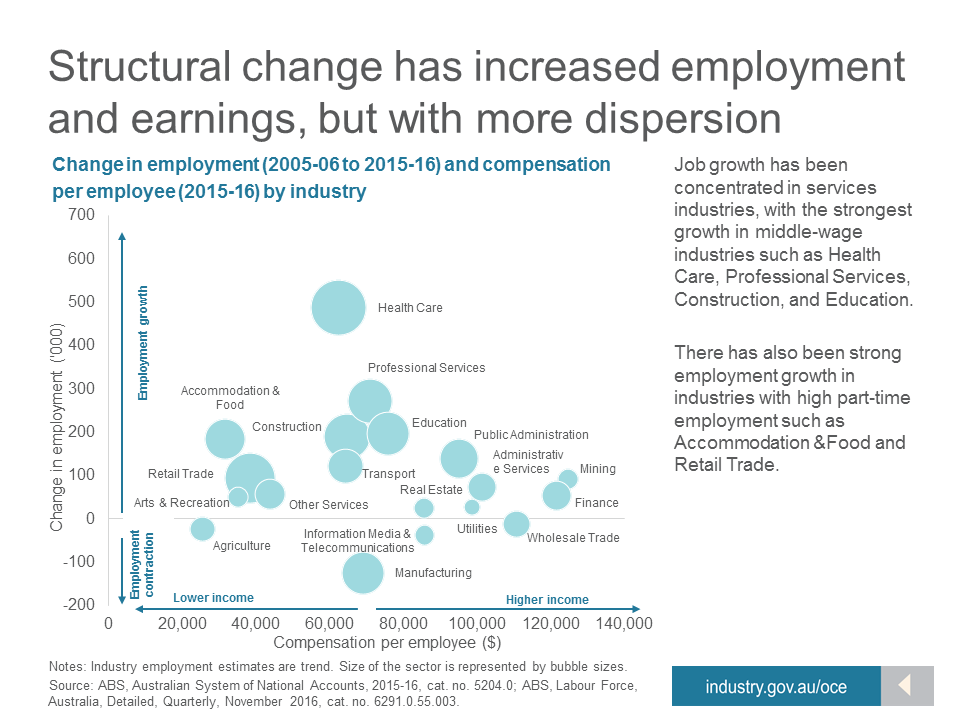 Structural change has increased employment
and earnings, but with more dispersion
Change in employment (2005-06 to 2015-16) and compensation
per employee (2015-16) by industry
Job growth has been
concentrated in services
industries, with the strongest
growth in middle-wage
industries such as Health
Care, Professional Services,
Construction, and Education.
There has also been strong
employment growth in
industries with high part-time
employment such as
Accommodation &Food and
Retail Trade.
700
600
500
400
300
200
100
0
-100
-200
Change in employment ('000)
Employment growth
Employment
contraction
Health Care
Professional Services
Accommodation &
Food
Construction
Education
Public Administration
Administrativ
e Services
Mining
Retail Trade
Transport
Real Estate
Arts & Recreation
Other Services
Finance
Utilities
Information Media &
Telecommunications
Wholesale Trade
Agriculture
Manufacturing
Lower income
Higher income
0
20,000
40,000
60,000
80,000
100,000
120,000
140,000
Compensation per employee ($)
Notes: Industry employment estimates are trend. Size of the sector is represented by bubble sizes.
Source: ABS, Australian System of National Accounts, 2015-16, cat. no. 5204.0; ABS, Labour Force,
Australia, Detailed, Quarterly, November 2016, cat. no. 6291.0.55.003.
industry.gov.au/oce